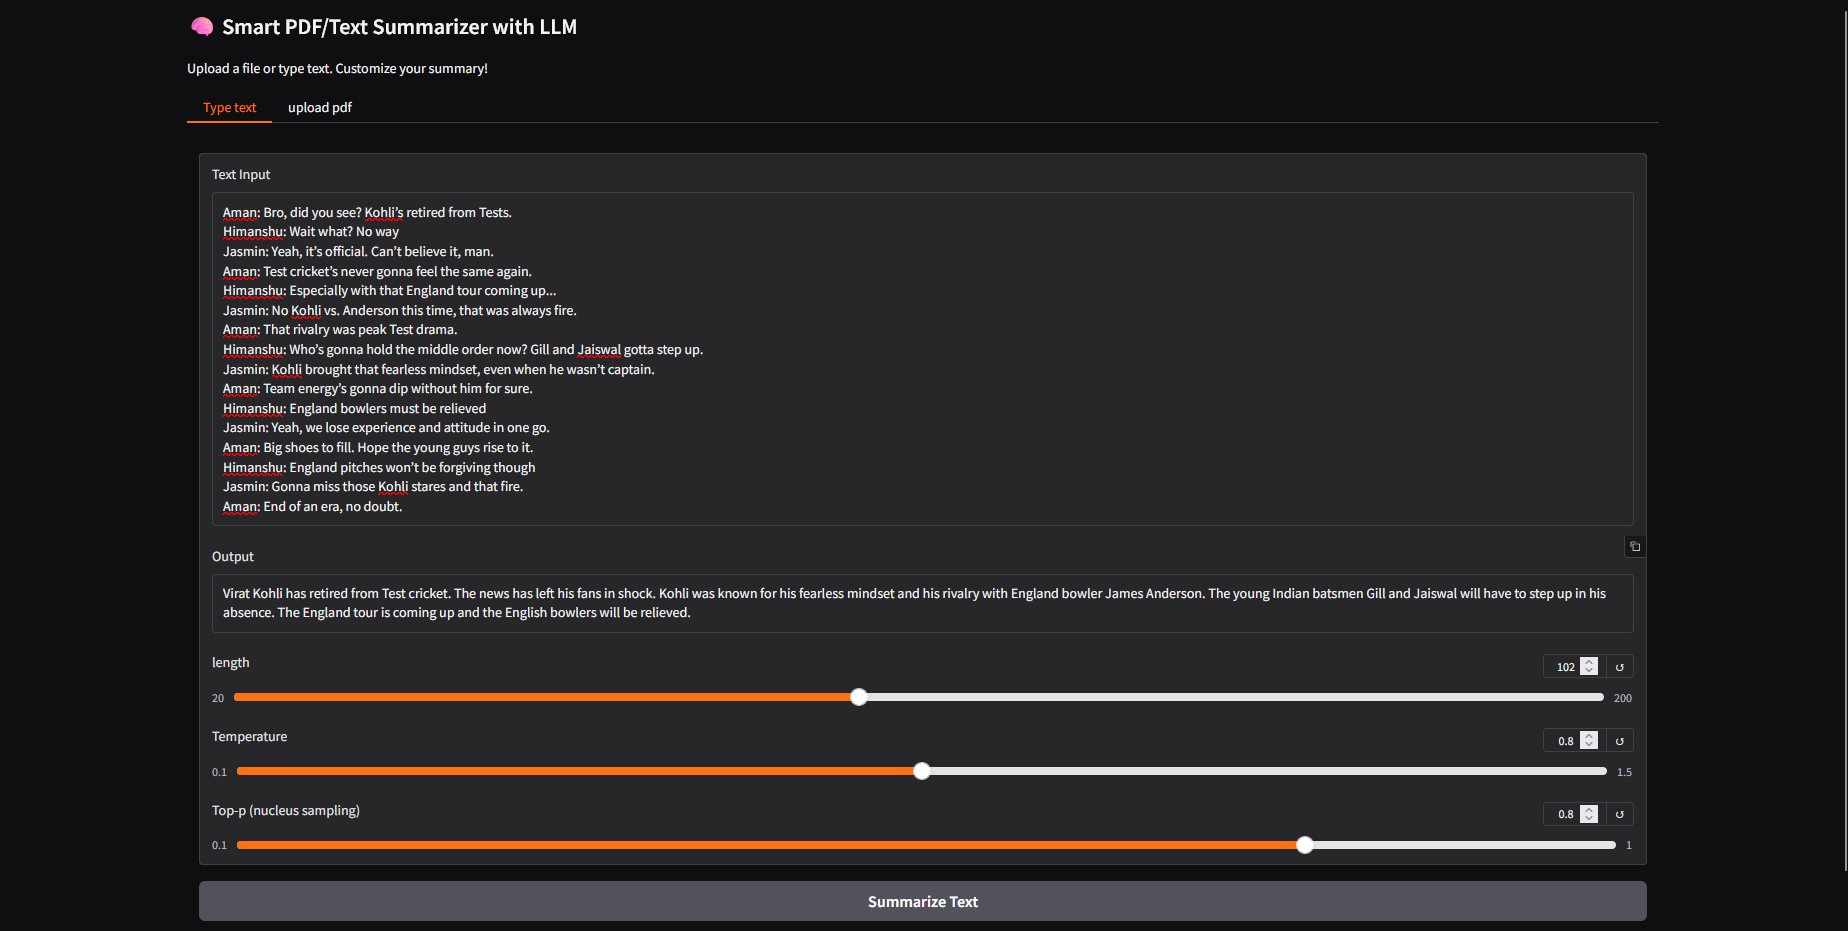 🧠 Smart PDF/Text Summarizer with LLM
Upload a file or type text. Customize your summary!
Type text
upload pdf
Text Input
Aman: Bro, did you see? Kohli’s retired from Tests.
Himanshu: Wait what? No way
Jasmin: Yeah, it’s official. Can’t believe it, man.
Aman: Test cricket’s never gonna feel the same again.
Himanshu: Especially with that England tour coming up...
Jasmin: No Kohli vs. Anderson this time, that was always fire.
Aman: That rivalry was peak Test drama.
Himanshu: Who’s gonna hold the middle order now? Gill and Jaiswal gotta step up.
Jasmin: Kohli brought that fearless mindset, even when he wasn’t captain.
Aman: Team energy’s gonna dip without him for sure.
Himanshu: England bowlers must be relieved
Jasmin: Yeah, we lose experience and attitude in one go.
Aman: Big shoes to fill. Hope the young guys rise to it.
Himanshu: England pitches won’t be forgiving though
Jasmin: Gonna miss those Kohli stares and that fire.
Aman: End of an era, no doubt.
Output
Virat Kohli has retired from Test cricket. The news has left his fans in shock. Kohli was known for his fearless mindset and his rivalry with England bowler James Anderson. The young Indian batsmen Gill and Jaiswal will have to step up in his
absence. The England tour is coming up and the English bowlers will be relieved.
length
102
20
200
Temperature
0.8
0.1
1.5
Top-p (nucleus sampling)
0.8
0.1
1
Summarize Text